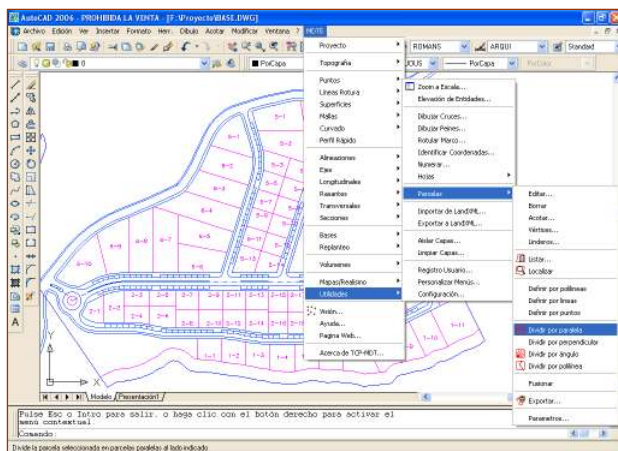 AutoCAD 2006 - PROHIBIDA LA VENTA - [F:\Proyecto\BASE.DWG]
Archivo Edición Ver Insertar Formato Herr. Dibujo Acotar Modificar Ventana ? MDT5
ROMANS ARQUI Standard
0 PorCapa PorCapa PorColor
Proyecto
Topografía
Puntos
Líneas Rotura
Superficies
Mallas
Curvado
Perfil Rápido
Alineaciones
Ejes
Longitudinales
Rasantes
Transversales
Secciones
Bases
Replanteo
Volumenes
Mapas/Realismo
Utilidades
Visión...
Ayuda...
Pagina Web...
Acerca de TCP-MDT...
Zoom a Escala...
Elevación de Entidades...
Dibujar Cruces...
Dibujar Peines...
Rotular Marco...
Identificar Coordenadas...
Numerar...
Hojas
Parcelas
Importar de LandXML...
Exportar a LandXML...
Aislar Capas...
Limpiar Capas...
Registro Usuario...
Personalizar Menús...
Configuración...
Editar...
Borrar
Acotar...
Vértices...
Linderos...
Listar...
Localizar
Definir por polilíneas
Definir por líneas
Definir por puntos
Dividir por paralela
Dividir por perpendicular
Dividir por ángulo
Dividir por polilínea
Fusionar
Exportar...
Parametros...
Y
X
Modelo Presentación1
Pulse Esc o Intro para salir. o haga clic con el botón derecho para activar el
menú contextual.
Comando:
Divide la parcela seleccionada en parcelas paralelas al lado indicado